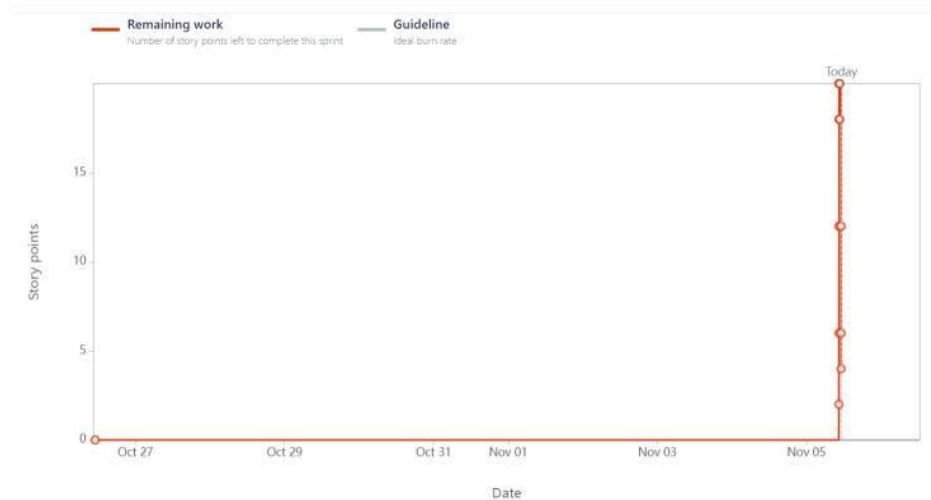 Remaining work
Number of story points left to complete this sprint
Guideline
Ideal burn rate
Today
15
10
5
0
Story points
Oct 27
Oct 29
Oct 31
Nov 01
Nov 03
Nov 05
Date